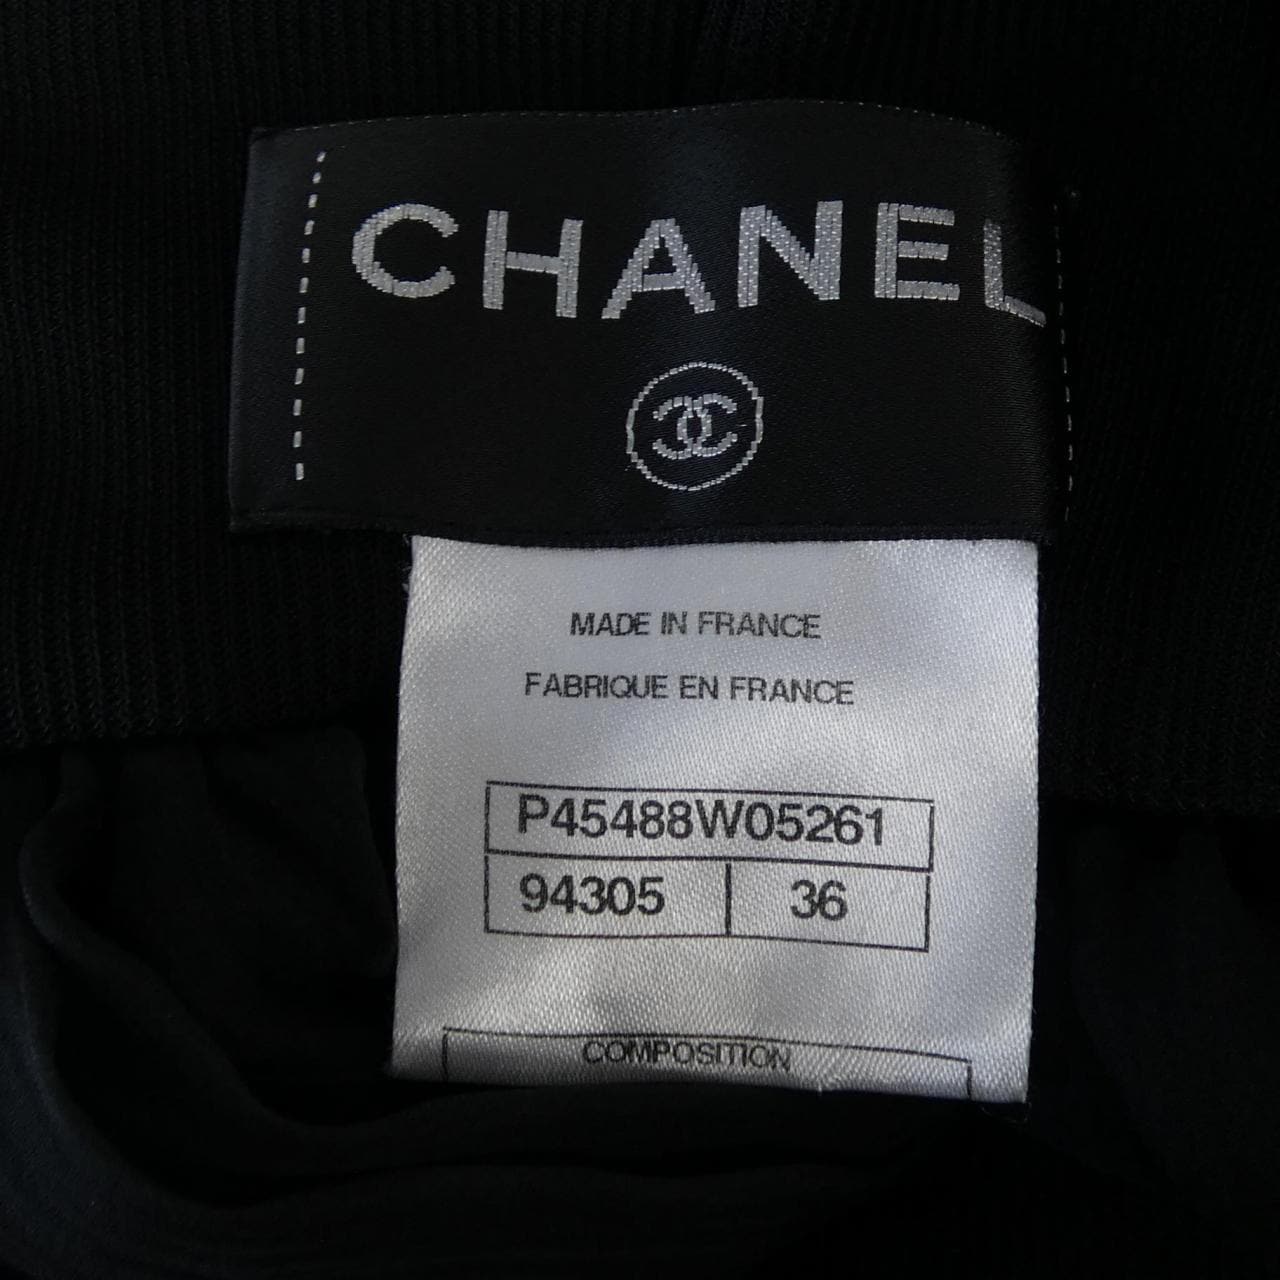 CHANEL
MADE IN FRANCE
FABRIQUE EN FRANCE
P45488W05261
94305 36
COMPOSITION